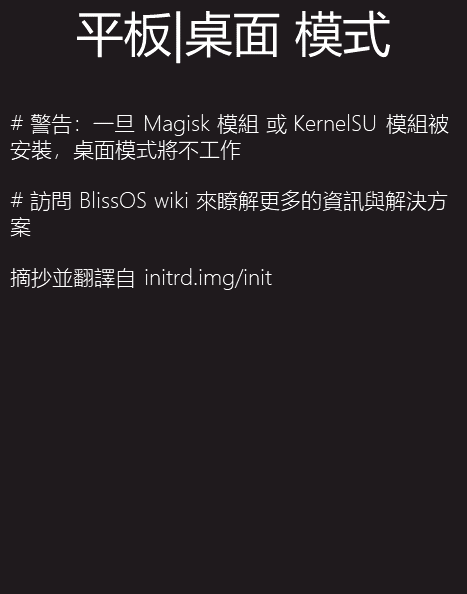 平板|桌面 模式
# 警告：一旦 Magisk 模組 或 KernelSU 模組被
安裝，桌面模式將不工作
# 訪問 BlissOS wiki 來瞭解更多的資訊與解決方
案
摘抄並翻譯自 initrd.img/init